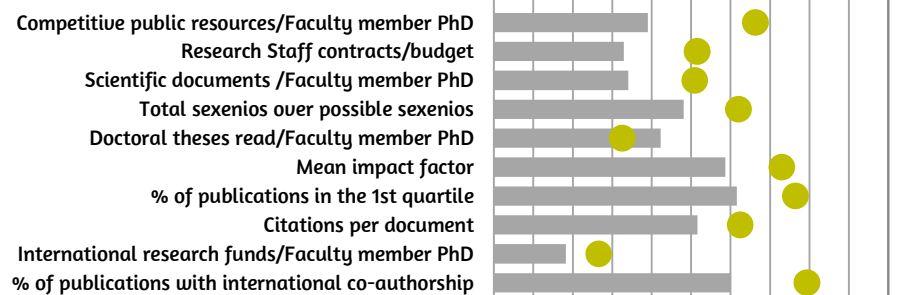 Competitive public resources/Faculty member PhD
Research Staff contracts/budget
Scientific documents /Faculty member PhD
Total sexenios over possible sexenios
Doctoral theses read/Faculty member PhD
Mean impact factor
% of publications in the 1st quartile
Citations per document
International research funds/Faculty member PhD
% of publications with international co-authorship